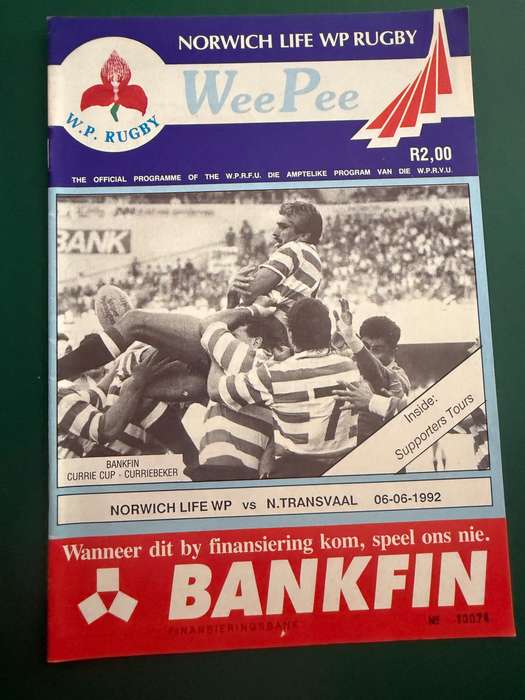 NORWICH LIFE WP RUGBY
WeePee
W.P. RUGBY
R2,00
THE OFFICIAL PROGRAMME OF THE W.P.R.F.U. DIE AMPTELIKE PROGRAM VAN DIE W.P.R.V.U.
BANK
Inside:
Supporters Tours
BANKFIN
CURRIE CUP - CURRIEBEKER
NORWICH LIFE WP vs N.TRANSVAAL 06-06-1992
Wanneer dit by finansiering kom, speel ons nie.
BANKFIN
FINANSIERINGSBANK